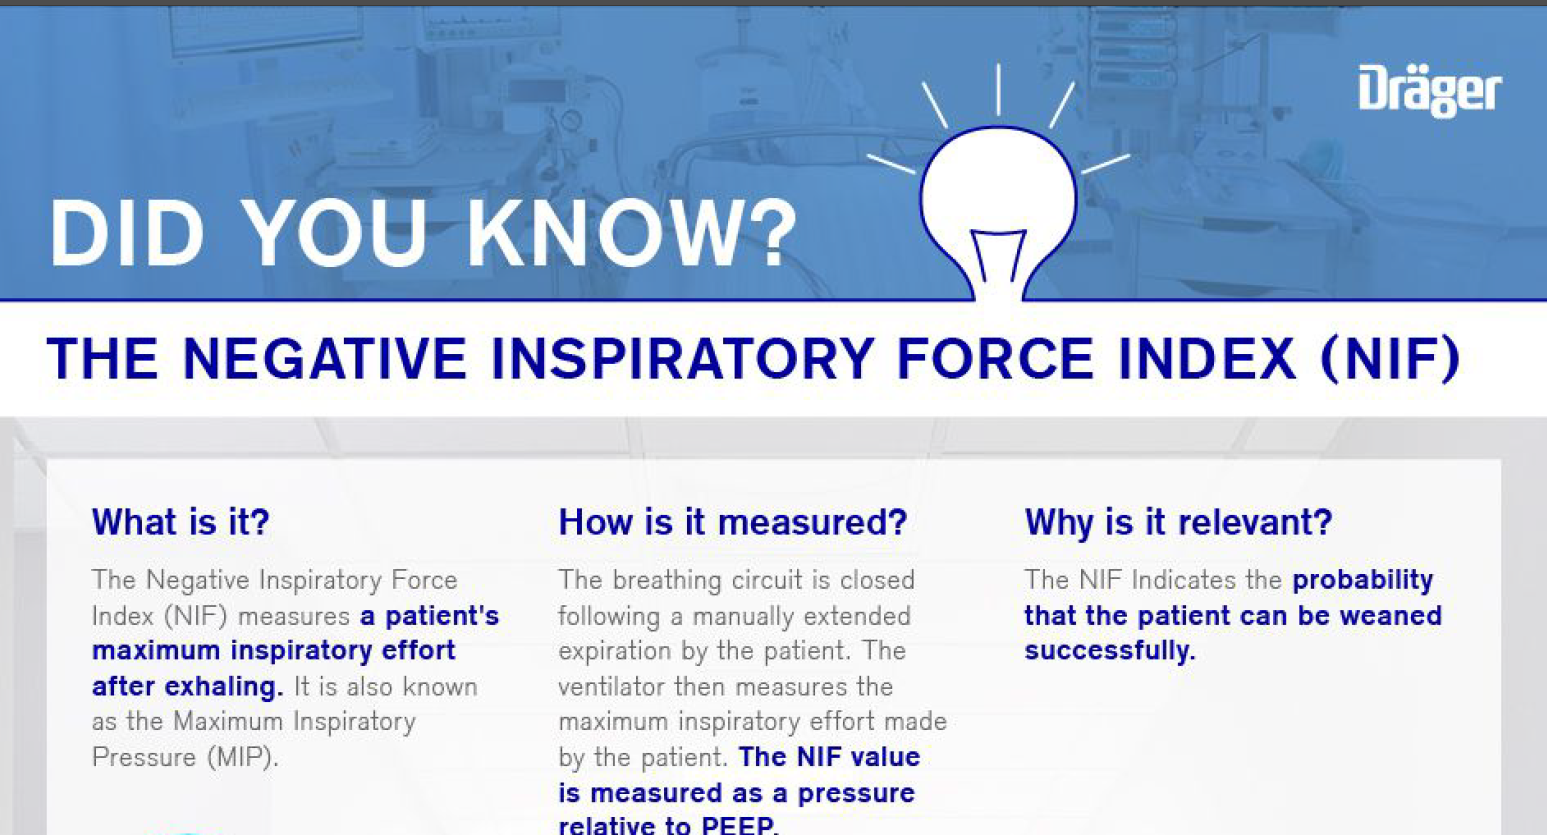 Dräger
DID YOU KNOW?
THE NEGATIVE INSPIRATORY FORCE INDEX (NIF)
What is it?
The Negative Inspiratory Force
Index (NIF) measures a patient's
maximum inspiratory effort
after exhaling. It is also known
as the Maximum Inspiratory
Pressure (MIP).
How is it measured?
The breathing circuit is closed
following a manually extended
expiration by the patient. The
ventilator then measures the
maximum inspiratory effort made
by the patient. The NIF value
is measured as a pressure
relative to PEEP.
Why is it relevant?
The NIF Indicates the probability
that the patient can be weaned
successfully.